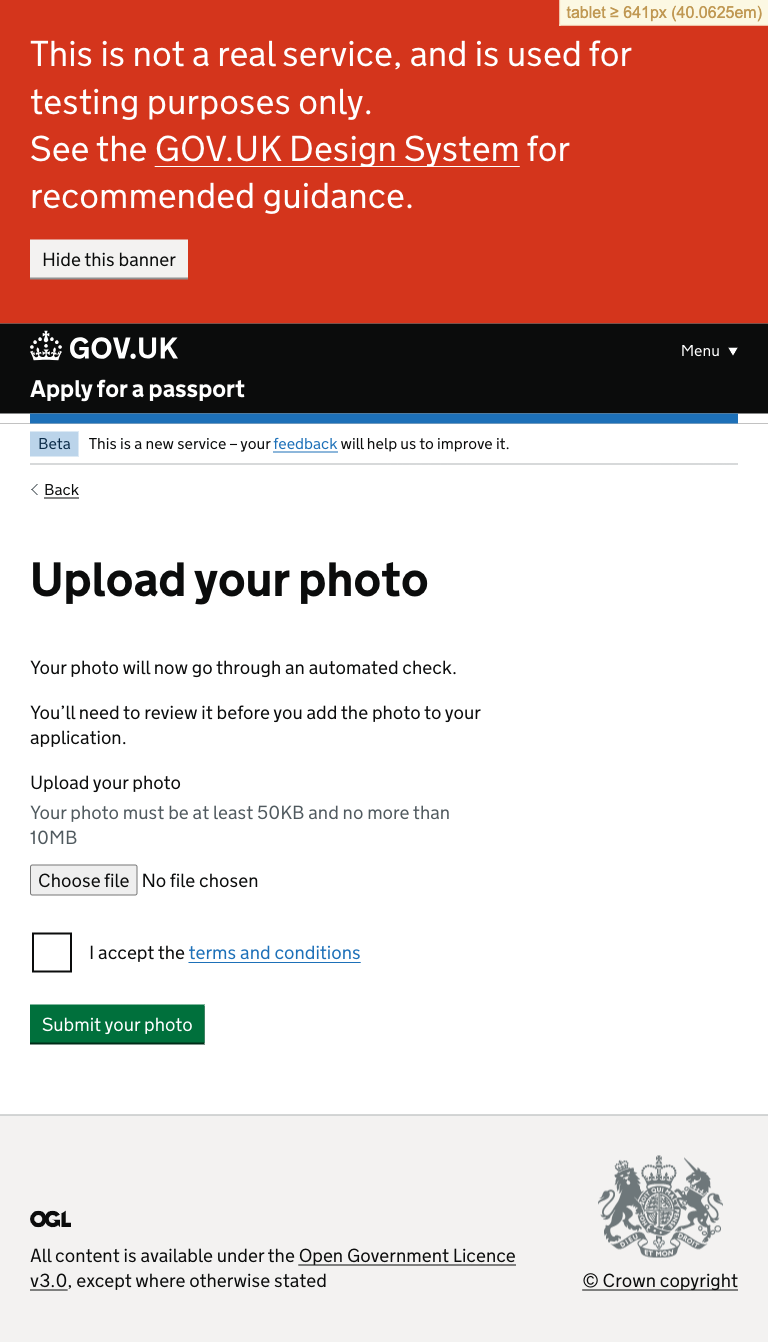 tablet ≥ 641px (40.0625em)
This is not a real service, and is used for
testing purposes only.
See the GOV.UK Design System for
recommended guidance.
Hide this banner
GOV.UK
Menu ▼
Apply for a passport
Beta This is a new service – your feedback will help us to improve it.
Back
Upload your photo
Your photo will now go through an automated check.
You’ll need to review it before you add the photo to your
application.
Upload your photo
Your photo must be at least 50KB and no more than
10MB
Choose file No file chosen
I accept the terms and conditions
Submit your photo
OGL
All content is available under the Open Government Licence
v3.0, except where otherwise stated
DIEU ET MON DROIT
© Crown copyright